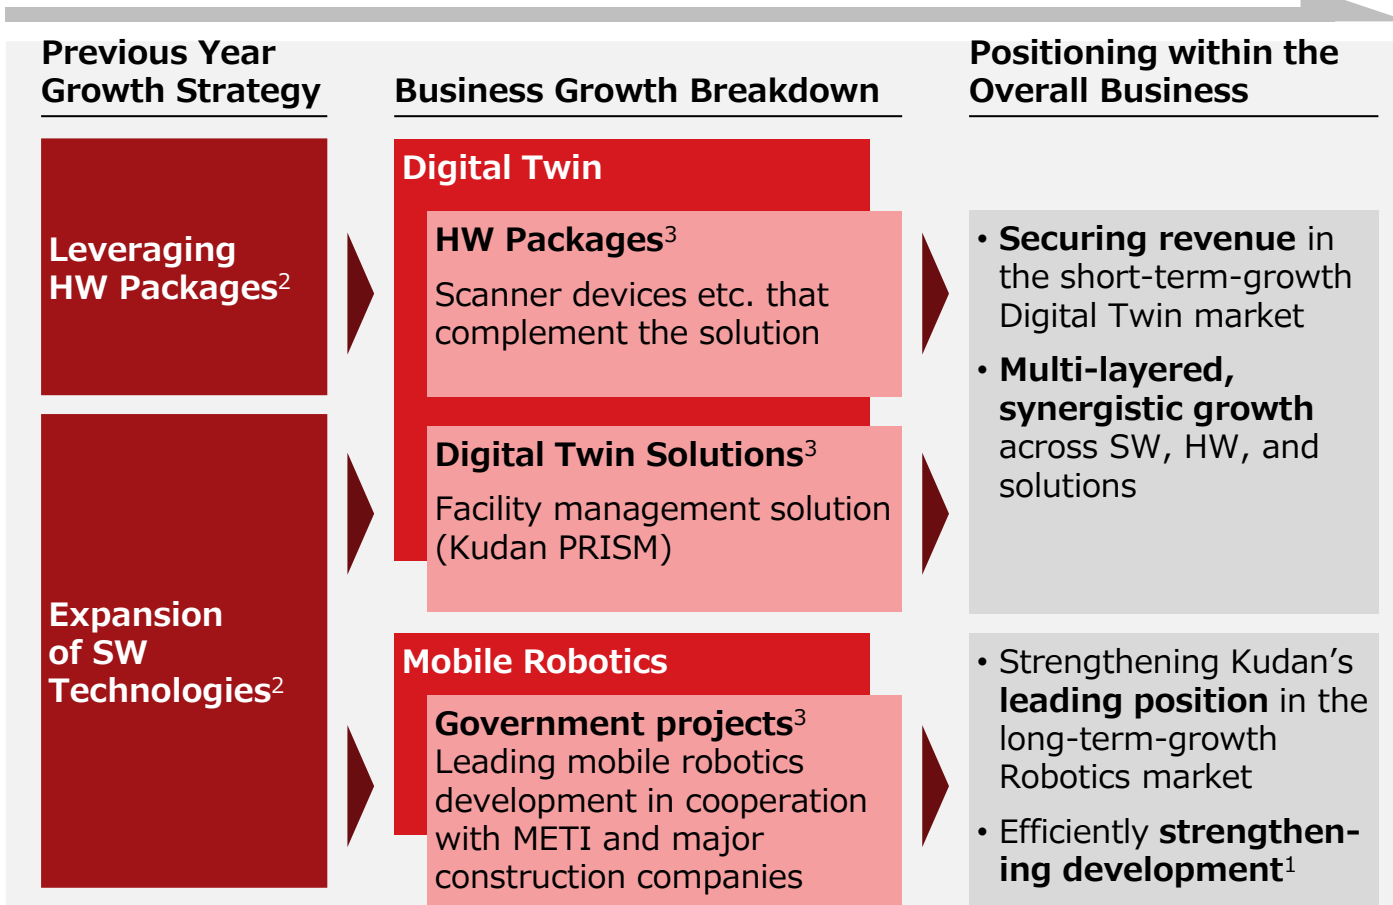 Previous Year
Growth Strategy
Business Growth Breakdown
Positioning within the
Overall Business
Leveraging
HW Packages²
Digital Twin
HW Packages³
Scanner devices etc. that
complement the solution
• Securing revenue in
the short-term-growth
Digital Twin market
• Multi-layered,
synergistic growth
across SW, HW, and
solutions
Expansion
of SW
Technologies²
Digital Twin Solutions³
Facility management solution
(Kudan PRISM)
Mobile Robotics
Government projects³
Leading mobile robotics
development in cooperation
with METI and major
construction companies
• Strengthening Kudan’s
leading position in the
long-term-growth
Robotics market
• Efficiently strengthen-
ing development¹